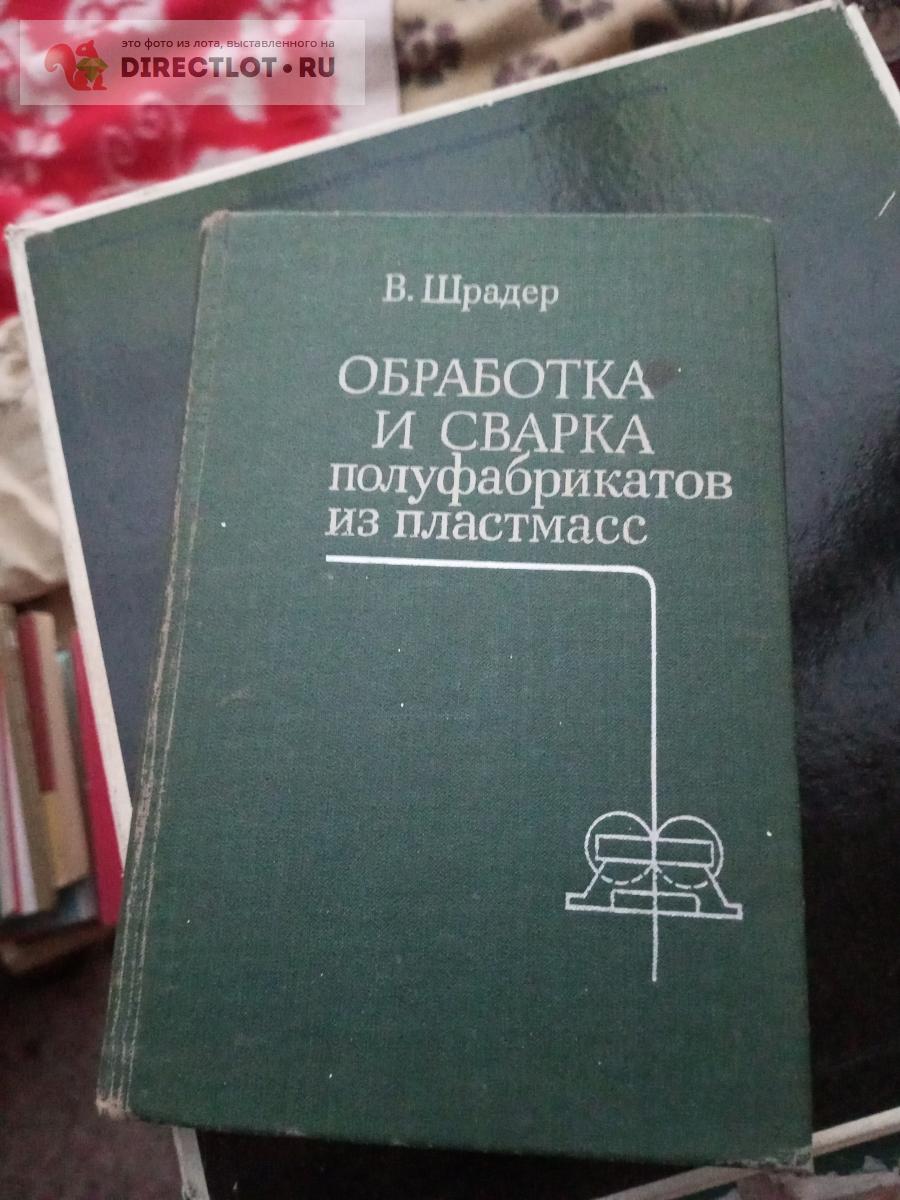 это фото из лота, выставленного на
DIRECTLOT.RU
В. Шрадер
ОБРАБОТКА
И СВАРКА
полуфабрикатов
из пластмасс